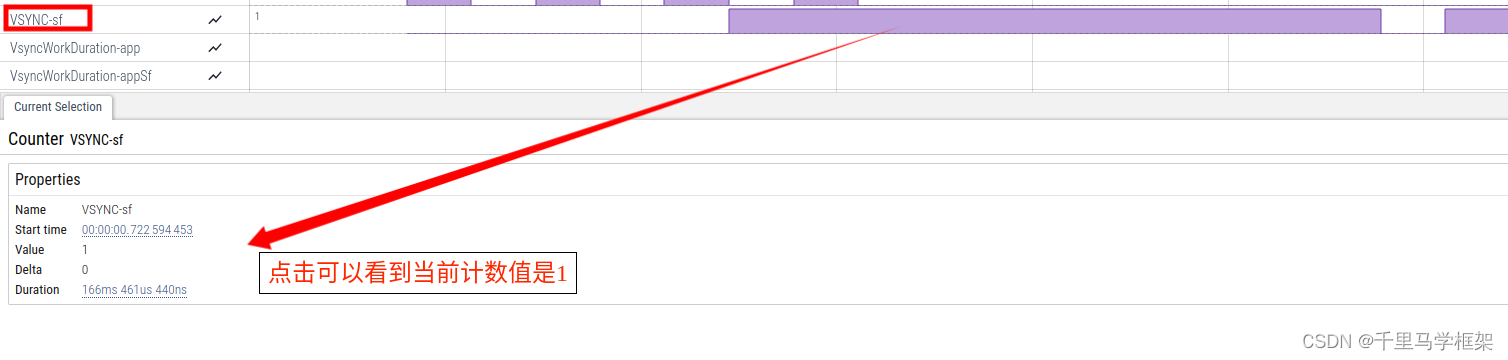 VSYNC-sf
1
VsyncWorkDuration-app
VsyncWorkDuration-appSf
Current Selection
Counter VSYNC-sf
Properties
Name VSYNC-sf
Start time 00:00:00.722 594 453
Value 1
Delta 0
Duration 166ms 461us 440ns
点击可以看到当前计数值是1
CSDN @千里马学框架